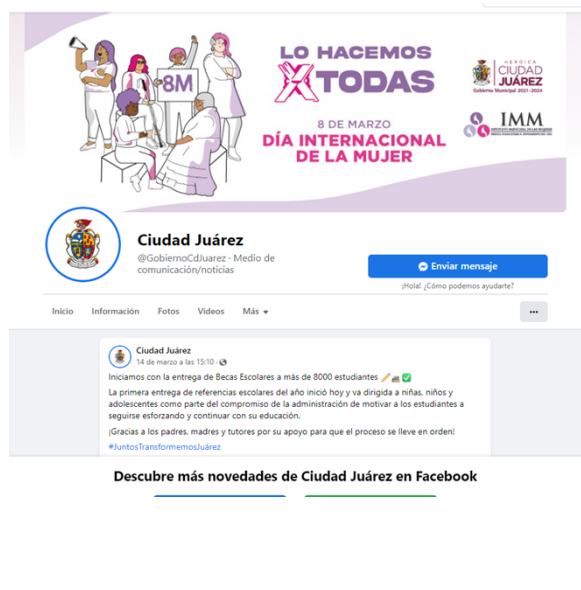 LO HACEMOS
X TODAS
8M
8 DE MARZO
DÍA INTERNACIONAL
DE LA MUJER
HEROICA
CIUDAD
JUÁREZ
Gobierno Municipal 2021 - 2024
IMM
Ciudad Juárez
@GobiernoCdJuarez · Medio de
comunicación/noticias
Enviar mensaje
¡Hola! ¿Cómo podemos ayudarte?
Inicio Información Fotos Videos Más
Ciudad Juárez
14 de marzo a las 15:10 ·
Iniciamos con la entrega de Becas Escolares a más de 8000 estudiantes
La primera entrega de referencias escolares del año inició hoy y va dirigida a niñas, niños y
adolescentes como parte del compromiso de la administración de motivar a los estudiantes a
seguirse esforzando y continuar con su educación.
¡Gracias a los padres, madres y tutores por su apoyo para que el proceso se lleve en orden!
#JuntosTransformemosJuárez
Descubre más novedades de Ciudad Juárez en Facebook